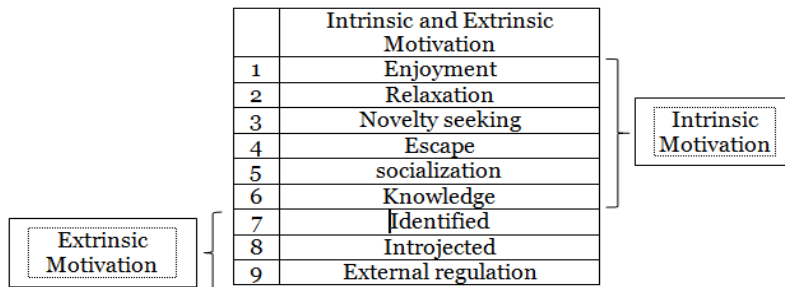 Intrinsic and Extrinsic
Motivation
1 Enjoyment
2 Relaxation
3 Novelty seeking
4 Escape
5 socialization
6 Knowledge
7 Identified
8 Introjected
9 External regulation
Intrinsic
Motivation
Extrinsic
Motivation